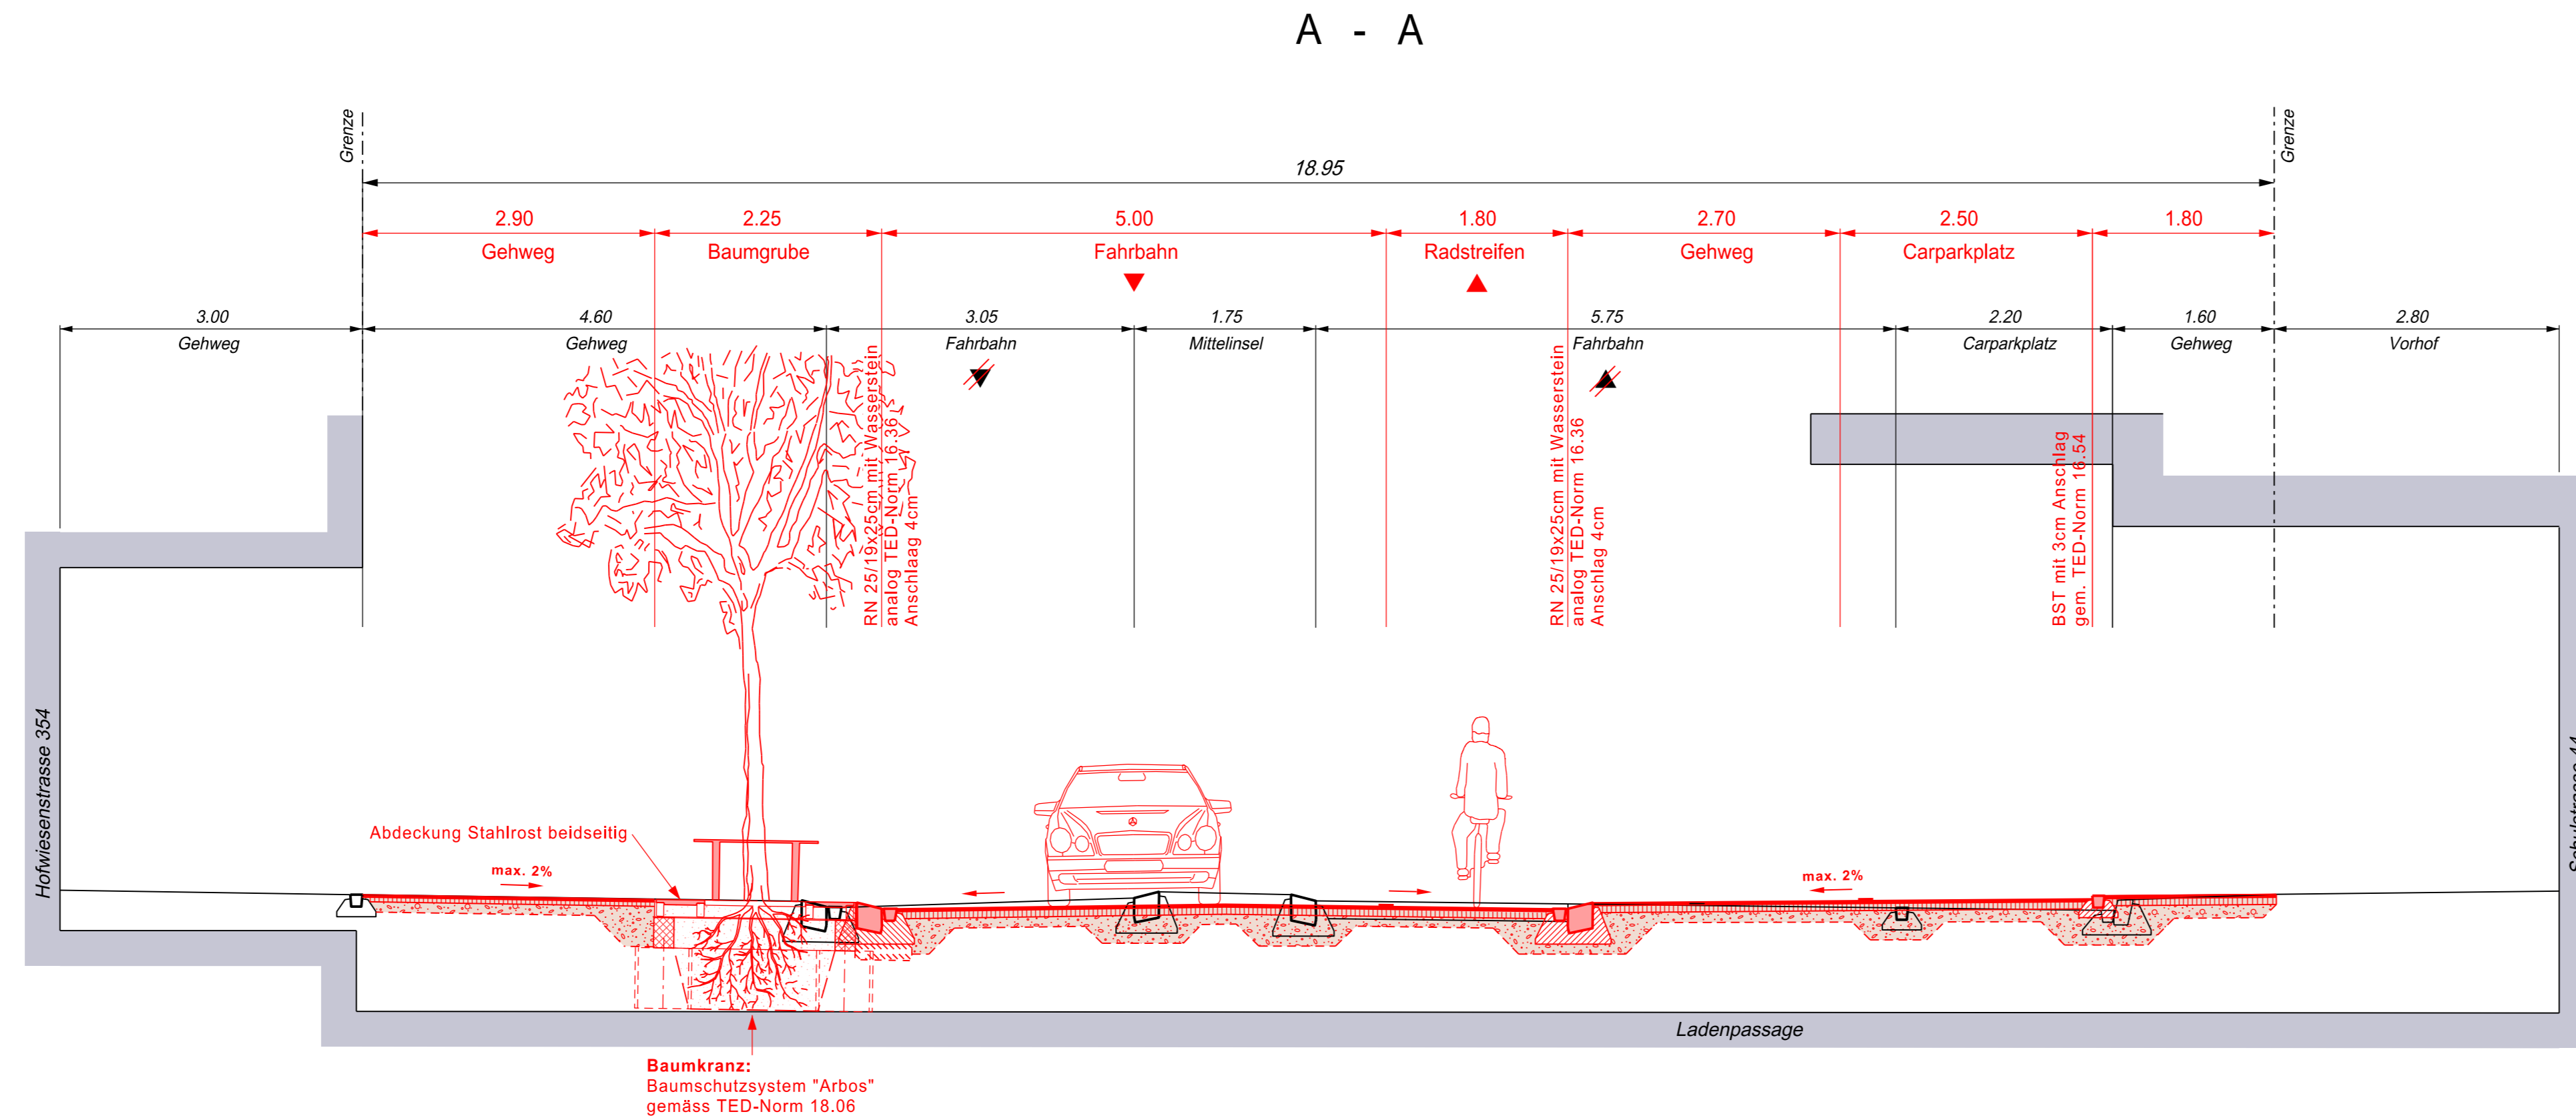 A - A
Grenze
Grenze
18.95
2.90
2.25
5.00
1.80
2.70
2.50
1.80
Gehweg
Baumgrube
Fahrbahn
Radstreifen
Gehweg
Carparkplatz
3.00
4.60
3.05
1.75
5.75
2.20
1.60
2.80
Gehweg
Gehweg
Fahrbahn
Mittelinsel
Fahrbahn
Carparkplatz
Gehweg
Vorhof
RN 25/19x25cm mit Wasserstein
analog TED-Norm 16.36
Anschlaag 4cm
RN 25/19x25cm mit Wasserstein
analog TED-Norm 16.36
Anschlag 4cm
BST mit 3cm Anschlag
gem. TED-Norm 16.54
Hofwiesenstrasse 354
Schulstrasse 44
Abdeckung Stahlrost beidseitig
max. 2%
max. 2%
Ladenpassage
Baumkranz:
Baumschutzsystem "Arbos"
gemäss TED-Norm 18.06